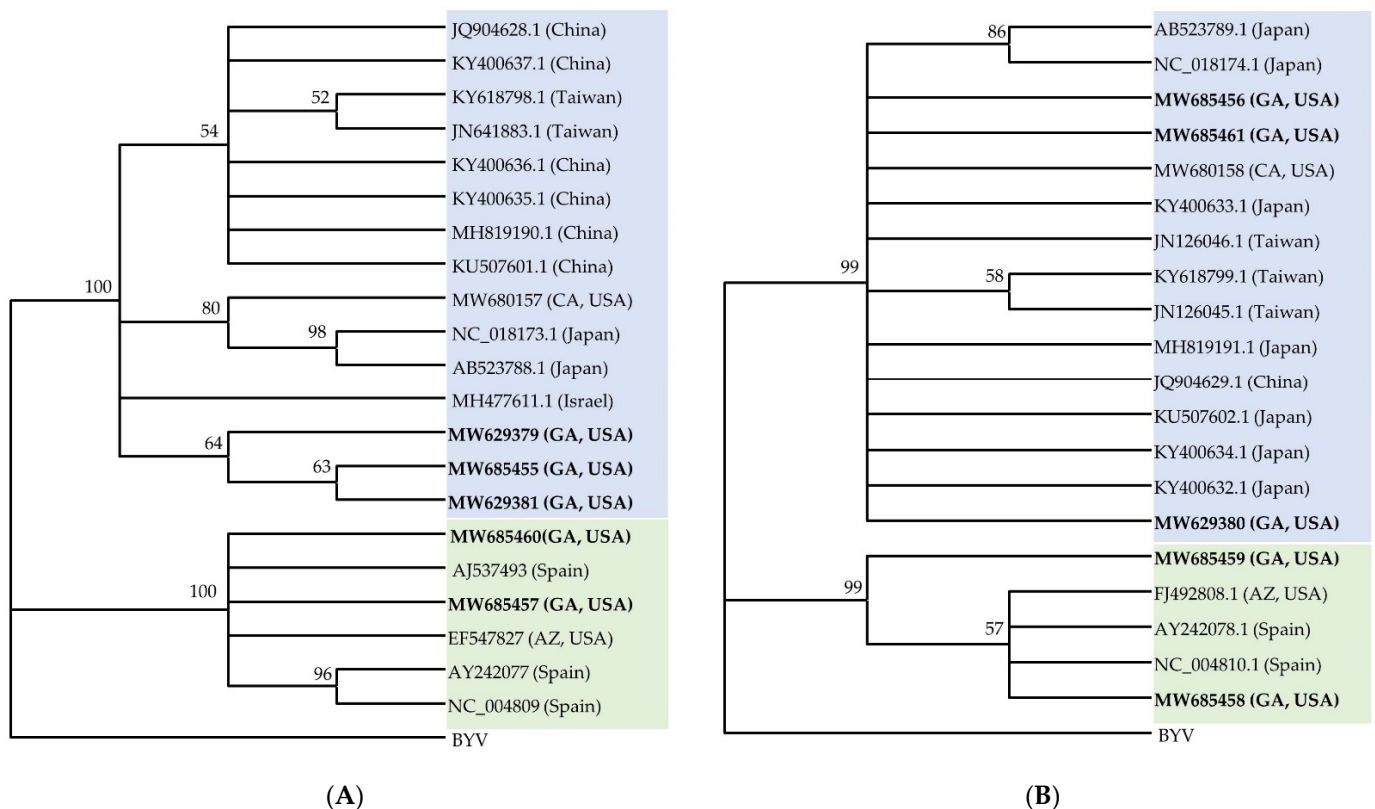 JQ904628.1 (China)
KY400637.1 (China)
52
KY618798.1 (Taiwan)
JN641883.1 (Taiwan)
54
KY400636.1 (China)
KY400635.1 (China)
MH819190.1 (China)
KU507601.1 (China)
100
80
MW680157 (CA, USA)
98
NC_018173.1 (Japan)
AB523788.1 (Japan)
MH477611.1 (Israel)
64
MW629379 (GA, USA)
63
MW685455 (GA, USA)
MW629381 (GA, USA)
MW685460(GA, USA)
AJ537493 (Spain)
100
MW685457 (GA, USA)
EF547827 (AZ, USA)
96
AY242077 (Spain)
NC_004809 (Spain)
BYV
(A)
86
AB523789.1 (Japan)
NC_018174.1 (Japan)
MW685456 (GA, USA)
MW685461 (GA, USA)
MW680158 (CA, USA)
KY400633.1 (Japan)
JN126046.1 (Taiwan)
99
58
KY618799.1 (Taiwan)
JN126045.1 (Taiwan)
MH819191.1 (Japan)
JQ904629.1 (China)
KU507602.1 (Japan)
KY400634.1 (Japan)
KY400632.1 (Japan)
MW629380 (GA, USA)
MW685459 (GA, USA)
99
FJ492808.1 (AZ, USA)
57
AY242078.1 (Spain)
NC_004810.1 (Spain)
MW685458 (GA, USA)
BYV
(B)